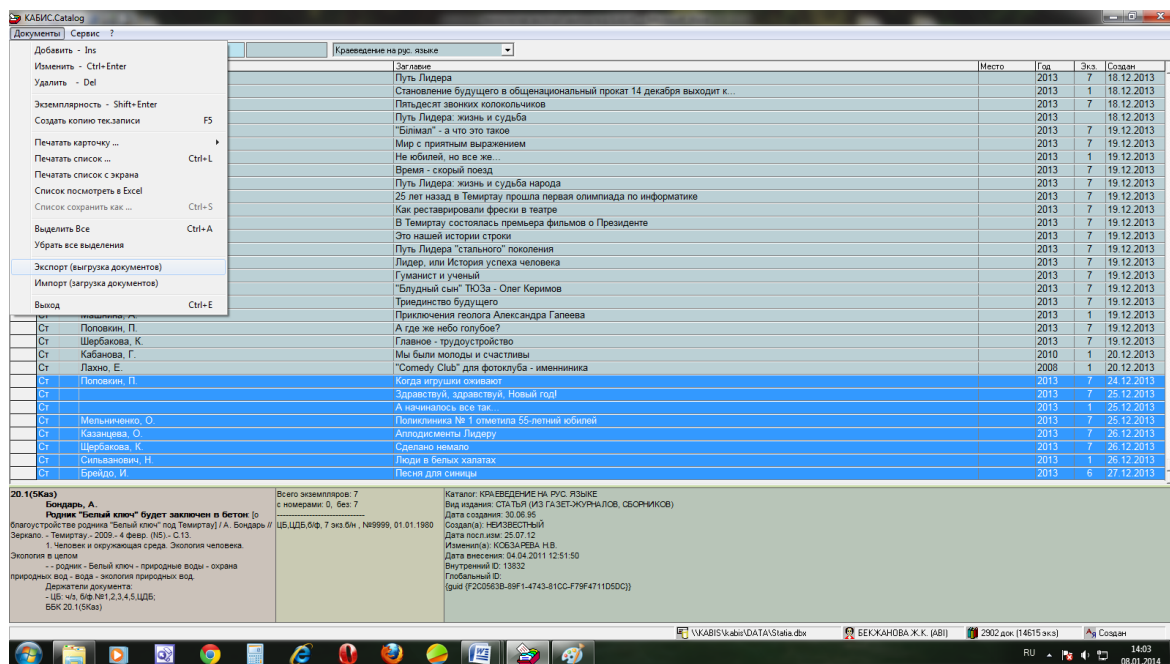 КАБИС.Catalog
Документы Сервис ?
Краеведение на рус. языке
Добавить - Ins
Изменить - Ctrl+Enter
Удалить - Del
Экземплярность - Shift+Enter
Создать копию тек.записи F5
Печатать карточку ...
Печатать список ... Ctrl+L
Печатать список с экрана
Список посмотреть в Excel
Список сохранить как ... Ctrl+S
Выделить Все Ctrl+A
Убрать все выделения
Экспорт (выгрузка документов)
Импорт (загрузка документов)
Выход Ctrl+E
Заглавие Место Год Экз. Создан
Путь Лидера 2013 7 18.12.2013
Становление будущего в общенациональный прокат 14 декабря выходит к... 2013 1 18.12.2013
Пятьдесят звонких колокольчиков 2013 7 18.12.2013
Путь Лидера: жизнь и судьба 2013 18.12.2013
"Бiлiмал" - а что это такое 2013 7 19.12.2013
Мир с приятным выражением 2013 7 19.12.2013
Не юбилей, но все же... 2013 1 19.12.2013
Время - скорый поезд 2013 7 19.12.2013
Путь Лидера: жизнь и судьба народа 2013 7 19.12.2013
25 лет назад в Темиртау прошла первая олимпиада по информатике 2013 7 19.12.2013
Как реставрировали фрески в театре 2013 7 19.12.2013
В Темиртау состоялась премьера фильмов о Президенте 2013 7 19.12.2013
Это нашей истории строки 2013 7 19.12.2013
Путь Лидера "стального" поколения 2013 7 19.12.2013
Лидер, или История успеха человека 2013 7 19.12.2013
Гуманист и ученый 2013 7 19.12.2013
"Блудный сын" ТЮЗа - Олег Керимов 2013 7 19.12.2013
Триединство будущего 2013 7 19.12.2013
Ст Машнина, А. Приключения геолога Александра Гапеева 2013 1 19.12.2013
Ст Поповкин, П. А где же небо голубое? 2013 7 19.12.2013
Ст Шербакова, К. Главное - трудоустройство 2013 7 19.12.2013
Ст Кабанова, Г. Мы были молоды и счастливы 2010 1 20.12.2013
Ст Лахно, Е. "Comedy Club" для фотоклуба - именниника 2008 1 20.12.2013
Ст Поповкин, П. Когда игрушки оживают 2013 7 24.12.2013
Ст Здравствуй, здравствуй, Новый год! 2013 7 25.12.2013
Ст А начиналось все так... 2013 1 25.12.2013
Ст Мельниченко, О. Поликлиника № 1 отметила 55-летний юбилей 2013 7 25.12.2013
Ст Казанцева, О. Аплодисменты Лидеру 2013 7 26.12.2013
Ст Щербакова, К. Сделано немало 2013 7 26.12.2013
Ст Сильванович, Н. Люди в белых халатах 2013 1 26.12.2013
Ст Брейдо, И. Песня для синицы 2013 6 27.12.2013
20.1(5Каз)
Бондарь, А.
Родник "Белый ключ" будет заключен в бетон: [о
благоустройстве родника "Белый ключ" под Темиртау] / А. Бондарь //
Зеркало. - Темиртау.- 2009.- 4 февр. (N5).- С.13.
1. Человек и окружающая среда. Экология человека.
Экология в целом
- - родник - Белый ключ - природные воды - охрана
природных вод - вода - экология природных вод.
Держатели документа:
- ЦБ: ч/з, б/ф.№1,2,3,4,5,ЦДБ;
ББК 20.1(5Каз)
Всего экземпляров: 7
с номерами: 0, без: 7
------------------------------
ЦБ,ЦДБ,б/ф, 7 экз.б/н , N#9999, 01.01.1980
Каталог: КРАЕВЕДЕНИЕ НА РУС. ЯЗЫКЕ
Вид издания: СТАТЬЯ (ИЗ ГАЗЕТ-ЖУРНАЛОВ, СБОРНИКОВ)
Дата создания: 30.06.95
Создал(а): НЕИЗВЕСТНЫЙ
Дата посл.изм: 25.07.12
Изменил(а): КОБЗАРЕВА Н.В.
Дата внесения: 04.04.2011 12:51:50
Внутренний ID: 13832
Глобальный ID:
{guid {F2C0563B-89F1-4743-81CC-F79F4711D5DC}}
\\KABIS\kabis\DATA\Statia.dbx БЕКЖАНОВА Ж.К. (ABI) 2902 док (14615 экз) Создан
RU 14:03
08.01.2014